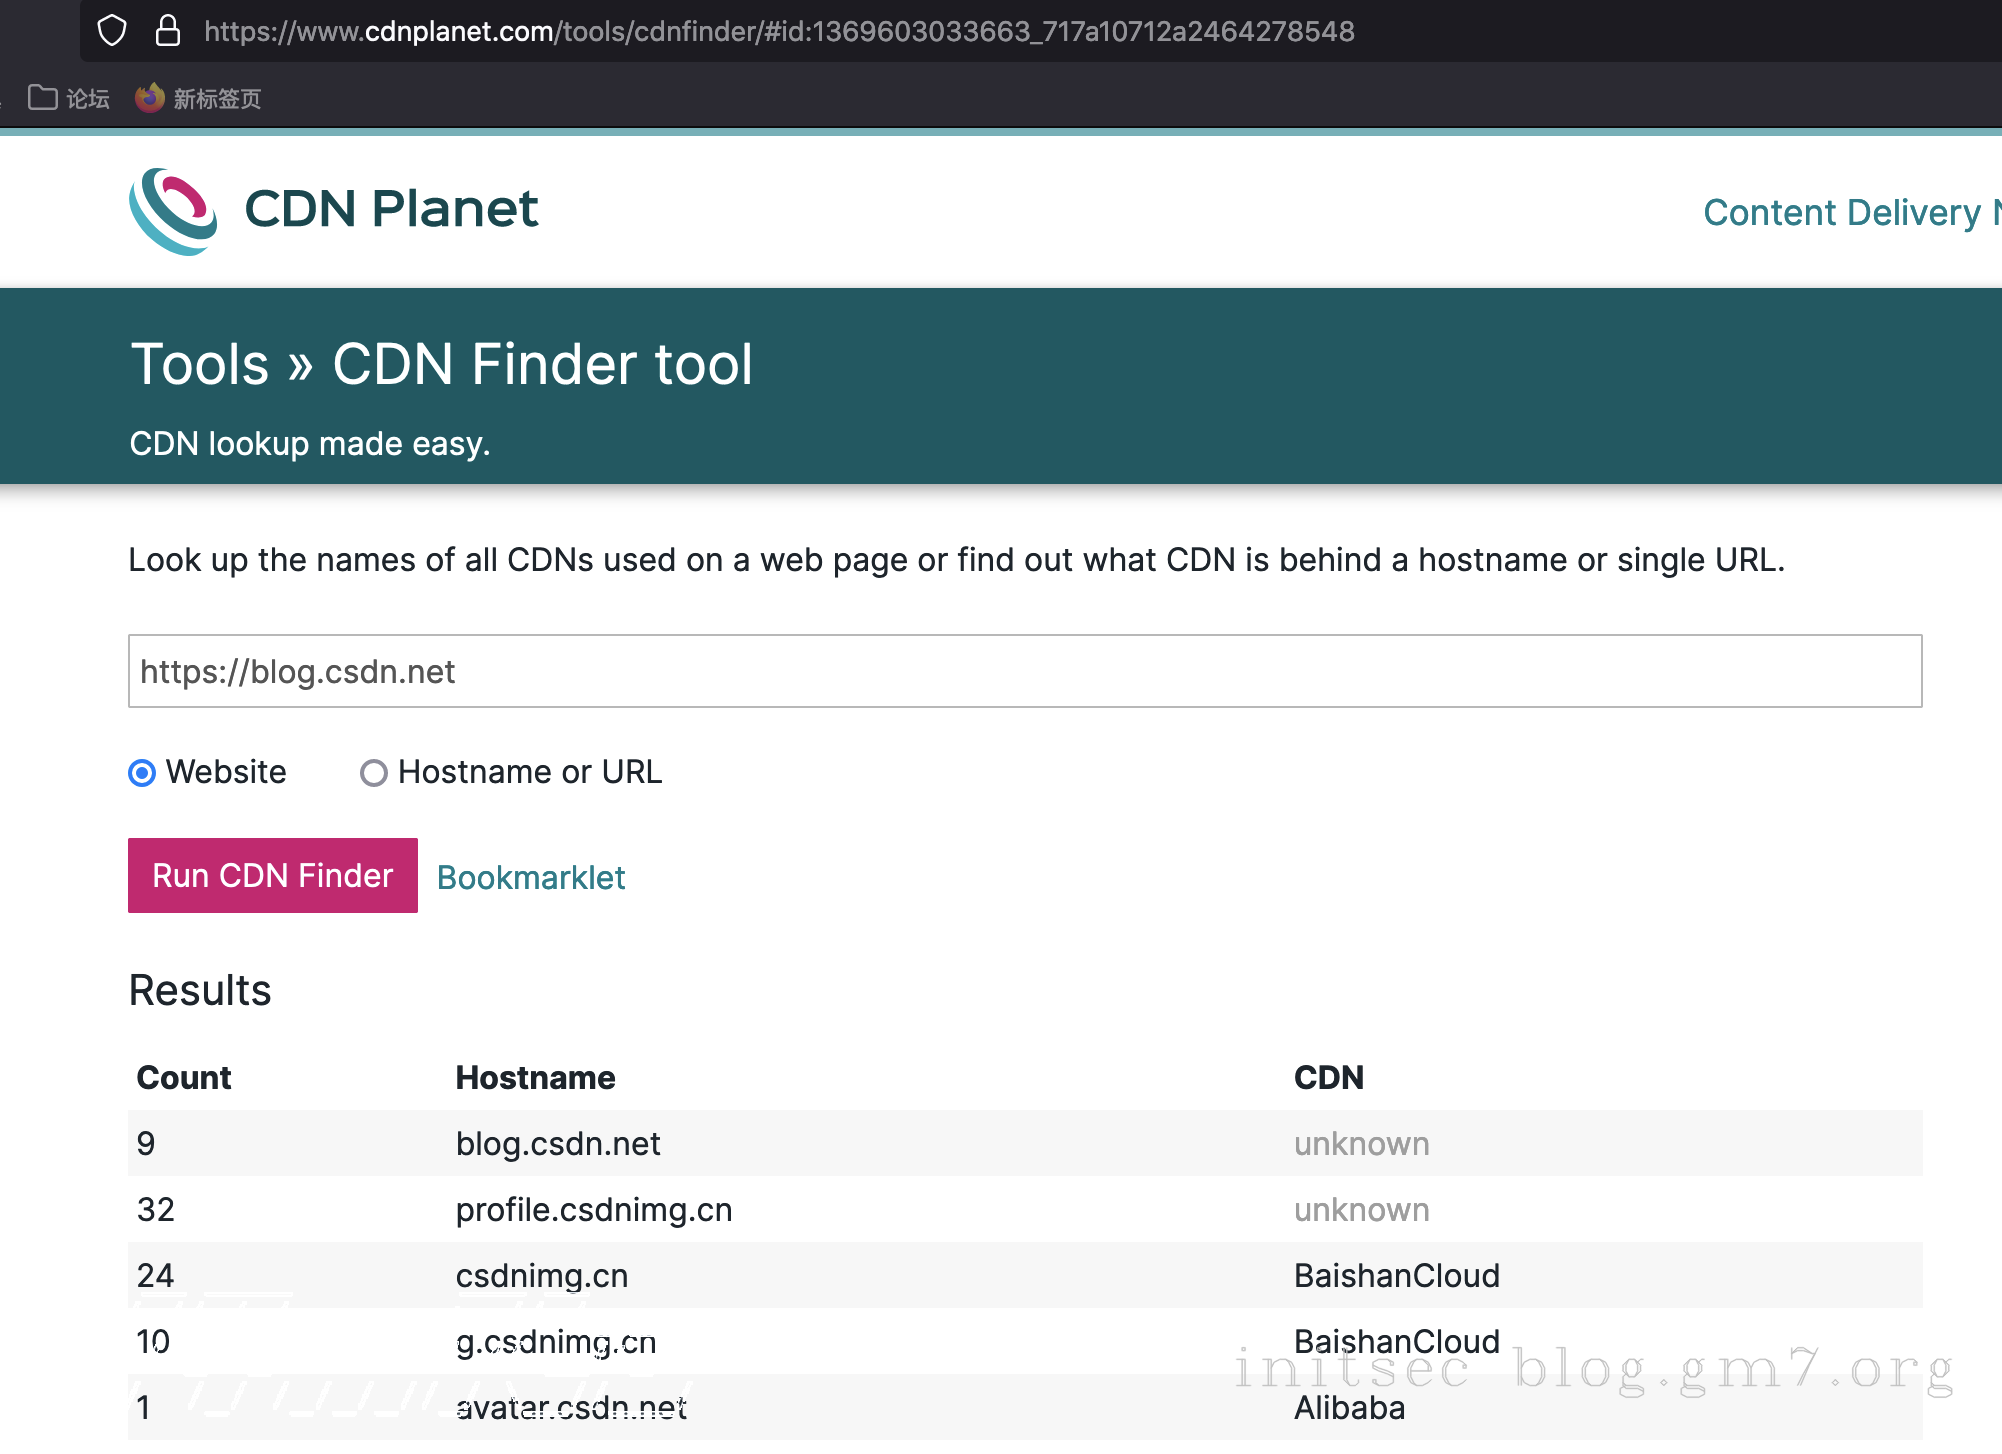 https://www.cdnplanet.com/tools/cdnfinder/#id:1369603033663_717a10712a2464278548
论坛 新标签页
CDN Planet
Content Delivery
Tools » CDN Finder tool
CDN lookup made easy.
Look up the names of all CDNs used on a web page or find out what CDN is behind a hostname or single URL.
https://blog.csdn.net
Website Hostname or URL
Run CDN Finder Bookmarklet
Results
Count Hostname CDN
9 blog.csdn.net unknown
32 profile.csdnimg.cn unknown
24 csdnimg.cn BaishanCloud
10 g.csdnimg.cn BaishanCloud
initsec blog.gm7.org
1 avatar.csdn.net Alibaba